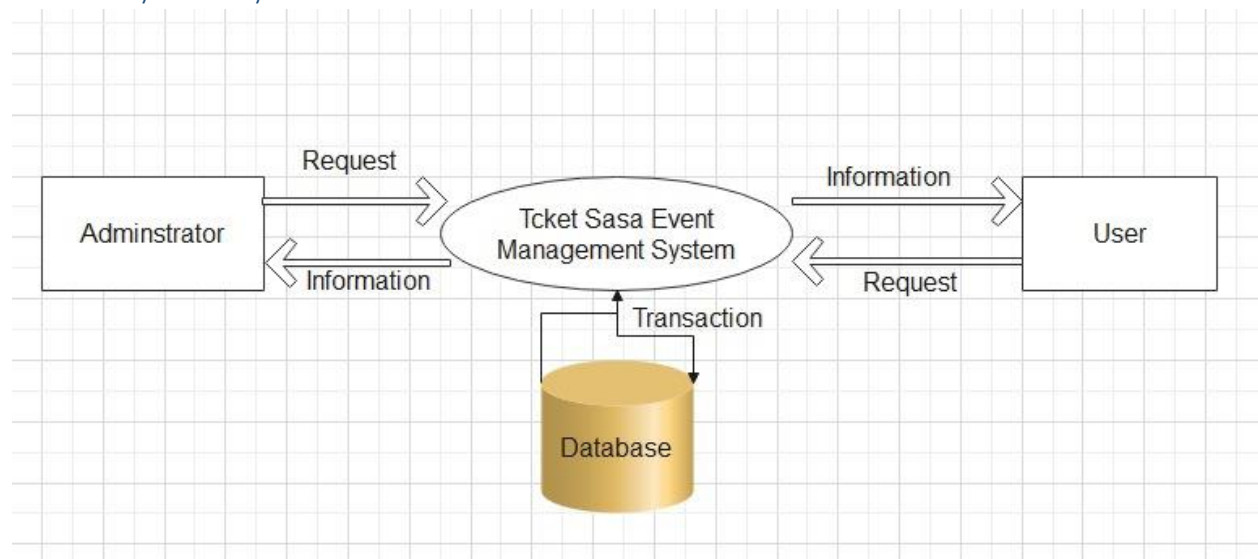 Request
Information
Adminstrator
Tcket Sasa Event
Management System
User
Information
Request
Transaction
Database